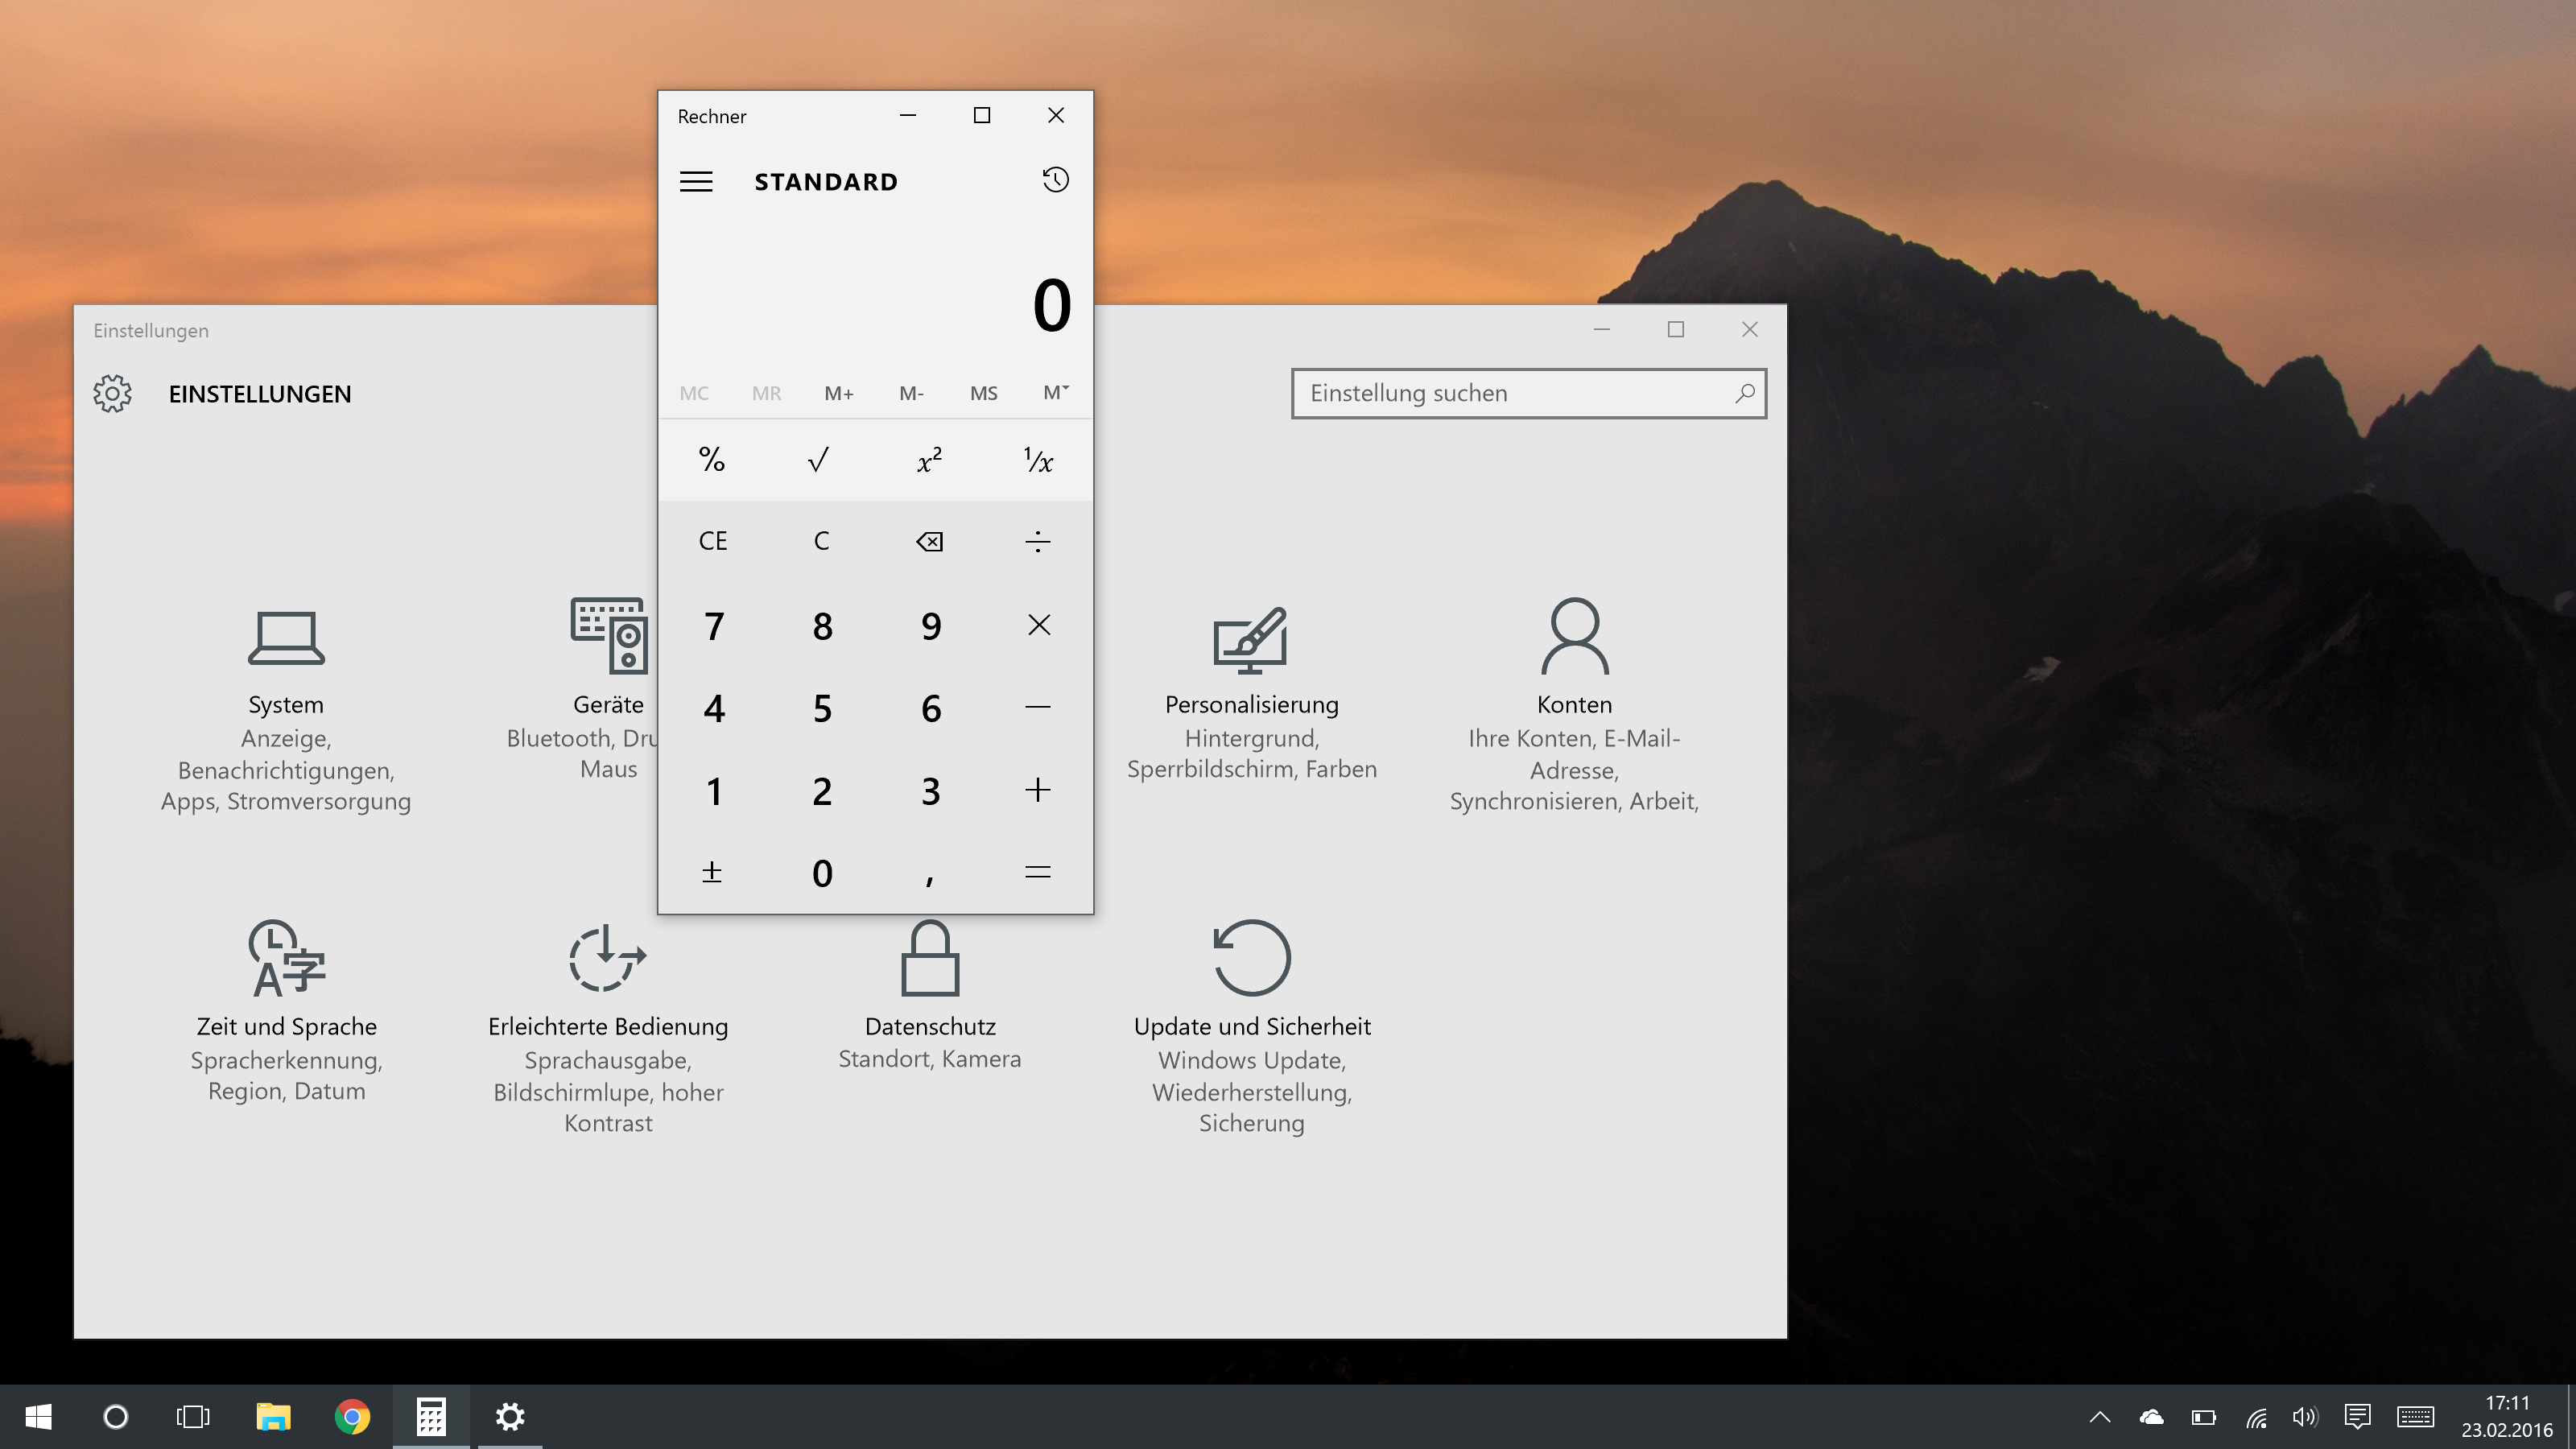 Rechner
STANDARD
0
MC MR M+ M- MS M
% √ x² ¹/x
CE C ÷
7 8 9 ×
4 5 6 −
1 2 3 +
± 0 , =
Einstellungen
EINSTELLUNGEN
Einstellung suchen
System
Anzeige,
Benachrichtigungen,
Apps, Stromversorgung
Geräte
Bluetooth,
Maus
Personalisierung
Hintergrund,
Sperrbildschirm, Farben
Konten
Ihre Konten, E-Mail-
Adresse,
Synchronisieren, Arbeit,
A字
Zeit und Sprache
Spracherkennung,
Region, Datum
Erleichterte Bedienung
Sprachausgabe,
Bildschirmlupe, hoher
Kontrast
Datenschutz
Standort, Kamera
Update und Sicherheit
Windows Update,
Wiederherstellung,
Sicherung
17:11
23.02.2016